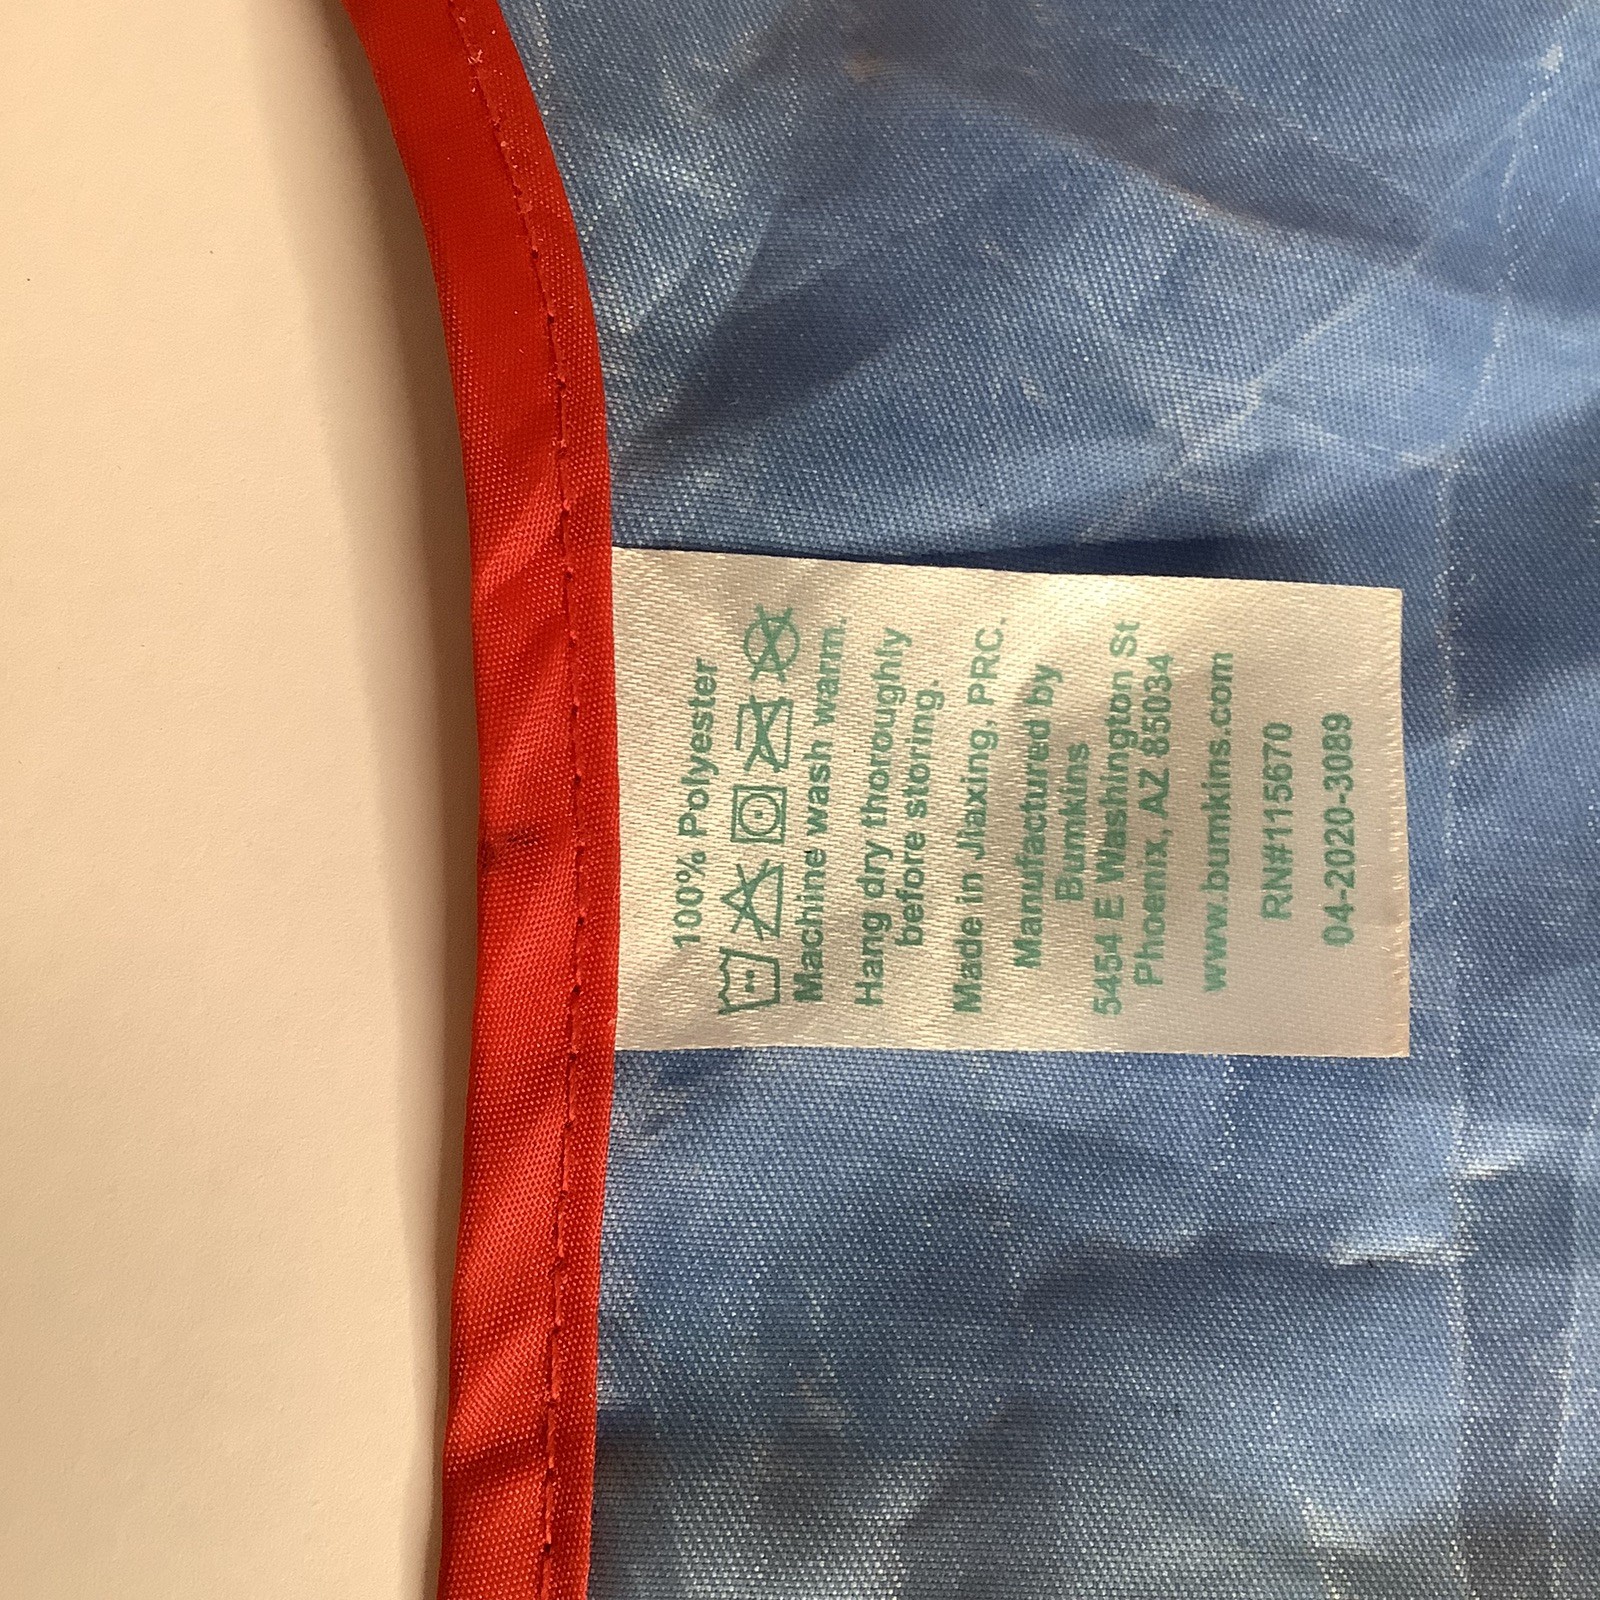 100% Polyester
Machine wash warm.
Hang dry thoroughly
before storing.
Made in Jiaxing, PRC.
Manufactured by
Bumkins
5454 E Washington St
Phoenix, AZ 85034
www.bumkins.com
RN#115670
04-2020-3089